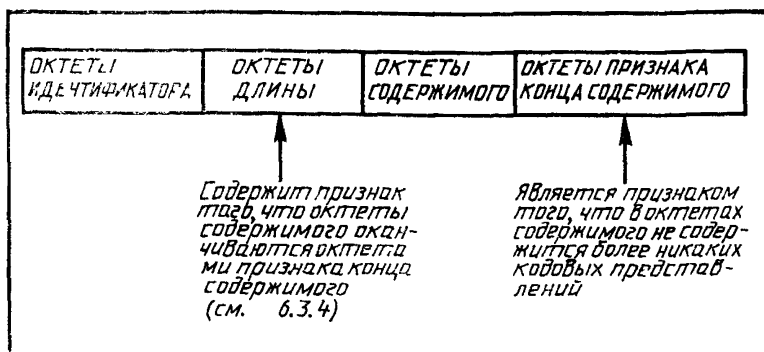 ОКТЕТЫ
ИДЕНТИФИКАТОРА
ОКТЕТЫ
ДЛИНЫ
ОКТЕТЫ
СОДЕРЖИМОГО
ОКТЕТЫ ПРИЗНАКА
КОНЦА СОДЕРЖИМОГО
Содержит признак
того, что октеты
содержимого окан-
чиваются октета
ми признака конца
содержимого
(см. 6.3.4)
Является признаком
того, что в октетах
содержимого не содер-
жится более никаких
кодовых представ-
лений